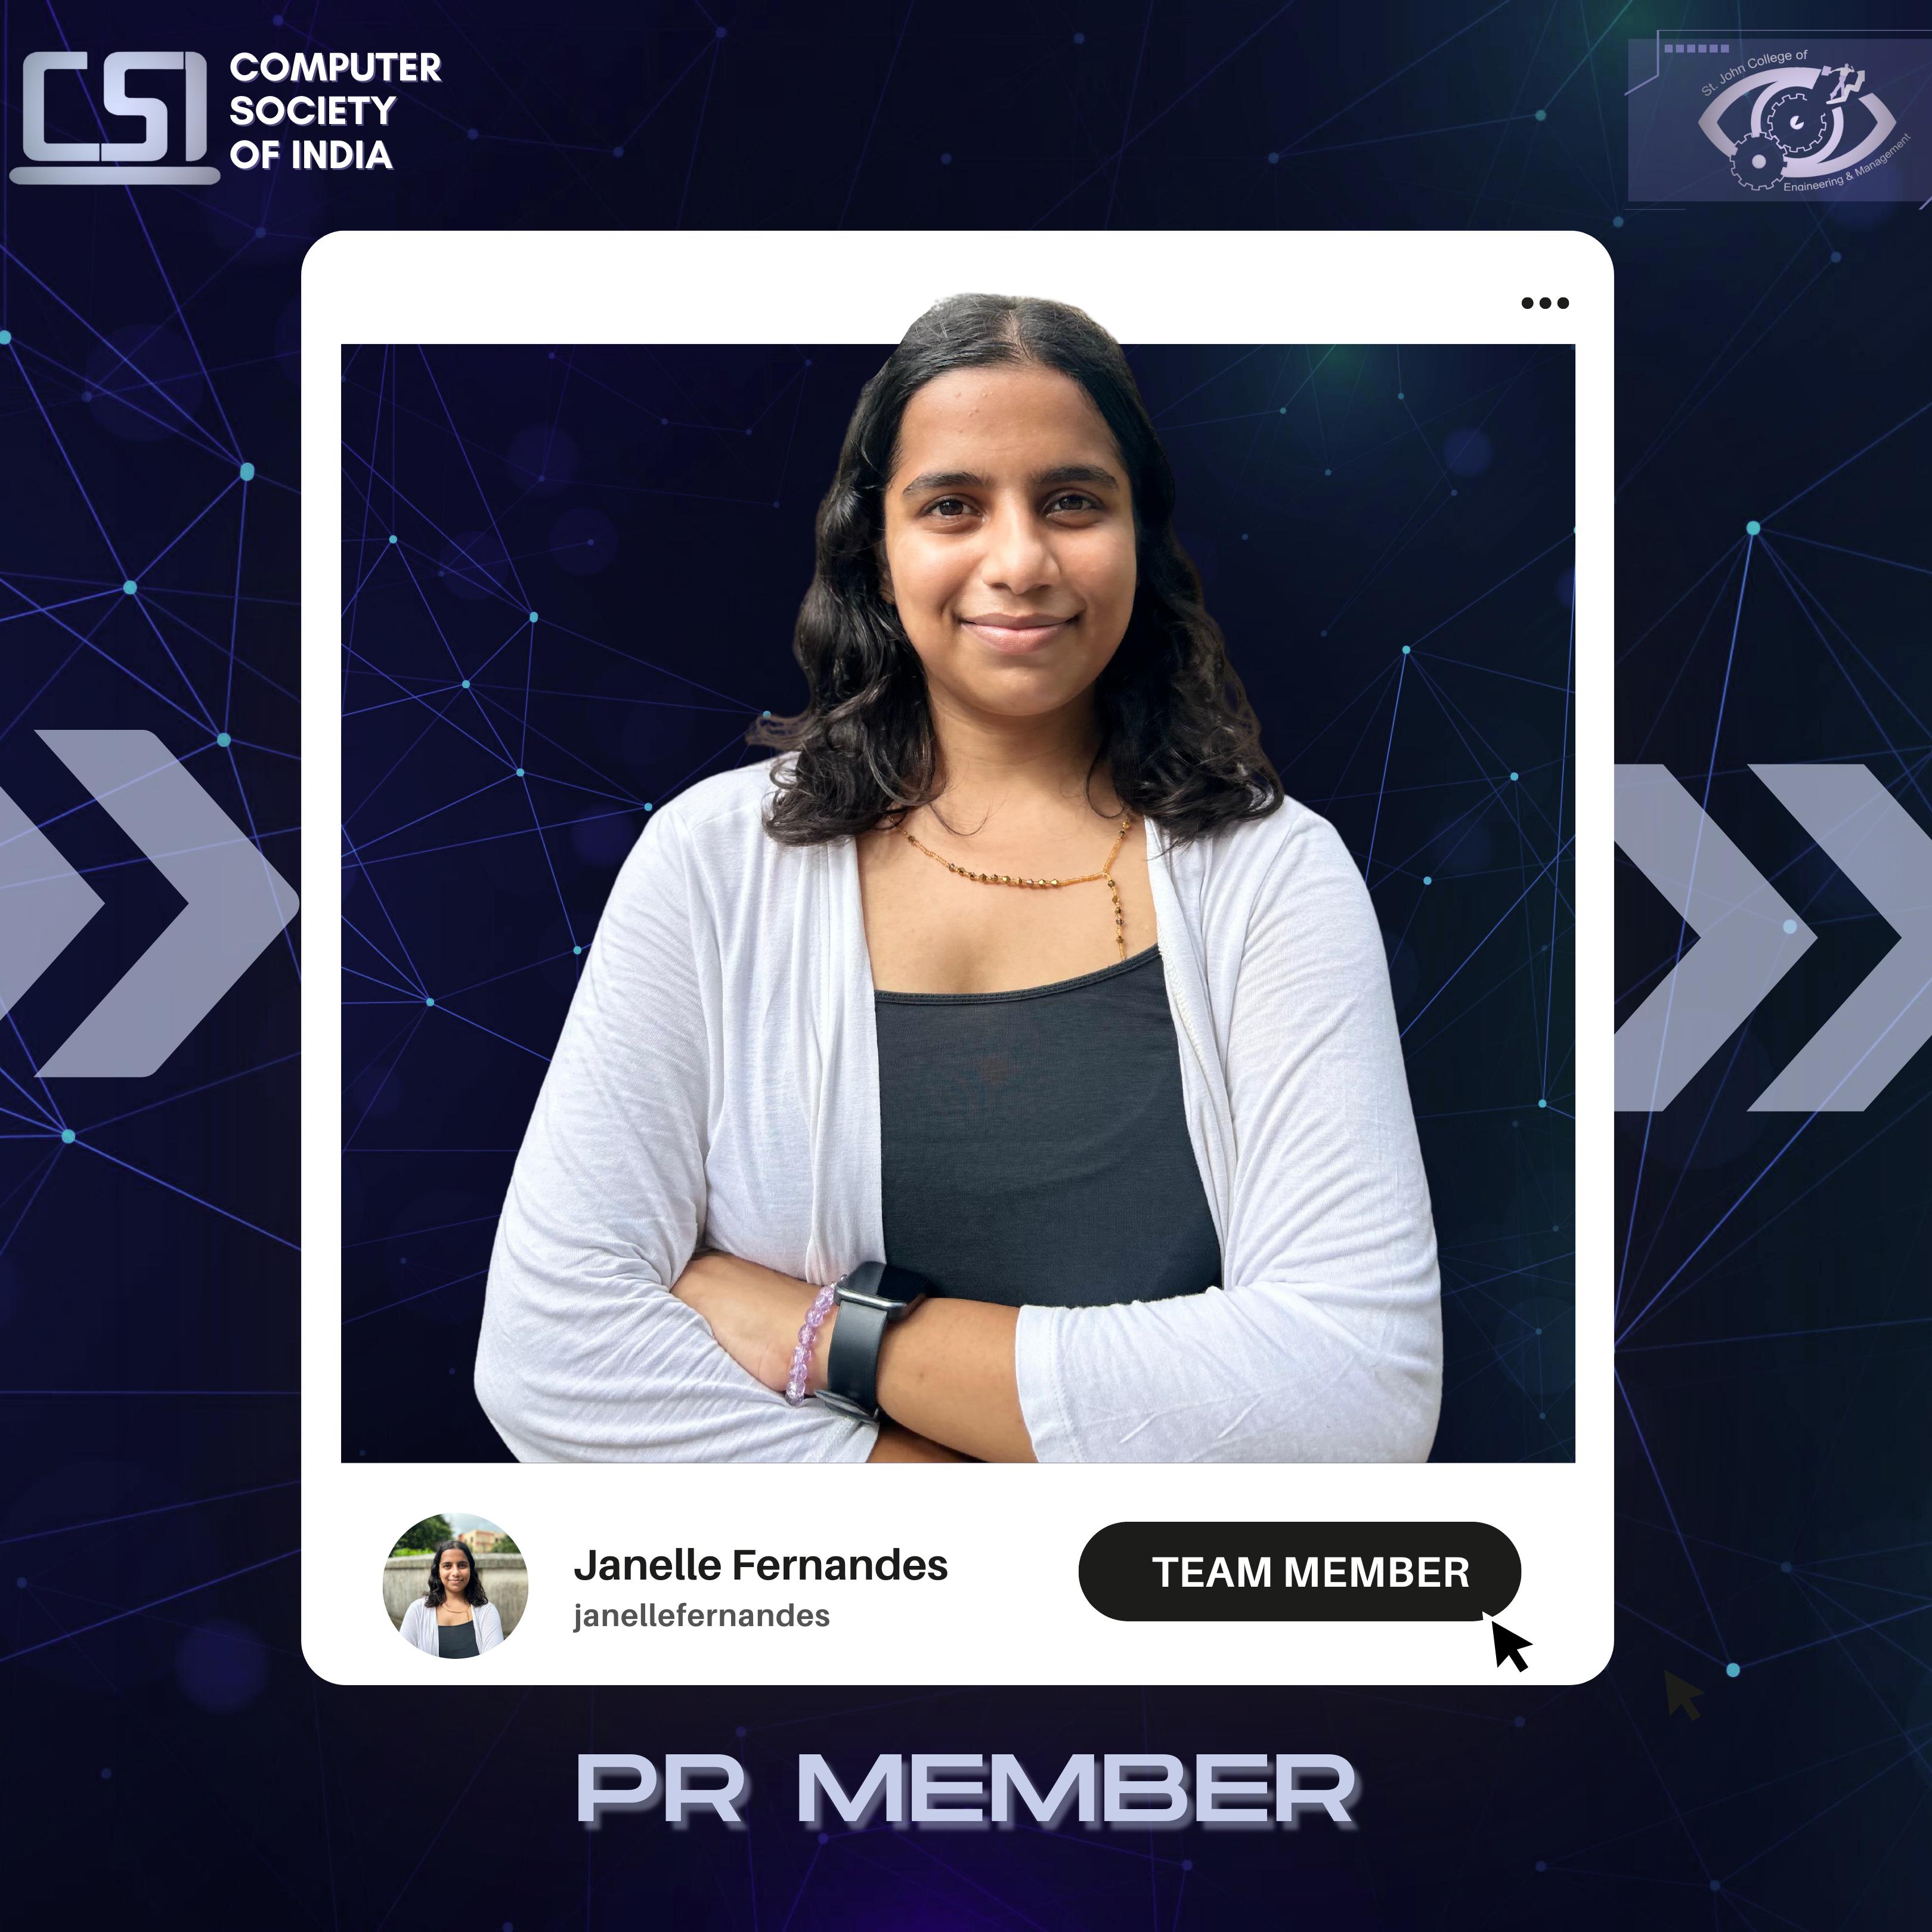 CSI
COMPUTER
SOCIETY
OF INDIA
St. John College of
Engineering & Management
Janelle Fernandes
janellefernandes
TEAM MEMBER
PR MEMBER